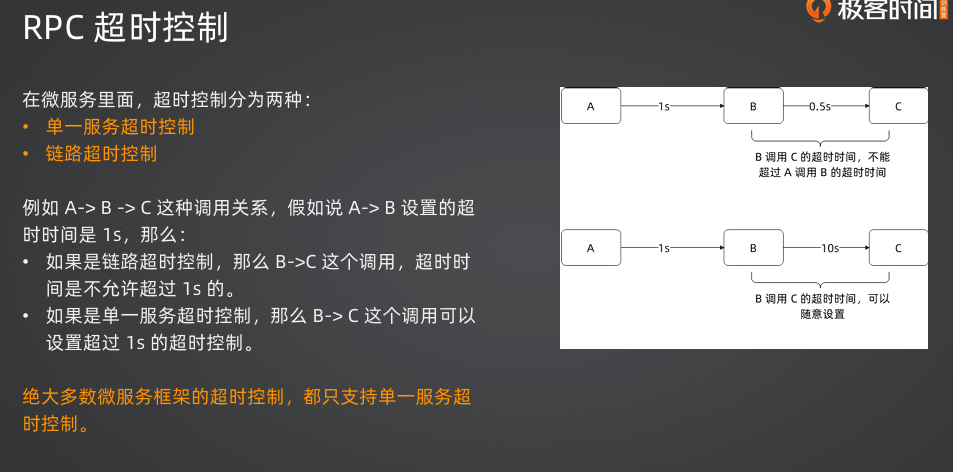 RPC 超时控制
极客时间
在微服务里面，超时控制分为两种：
• 单一服务超时控制
• 链路超时控制
例如 A-> B -> C 这种调用关系，假如说 A-> B 设置的超
时时间是 1s，那么：
• 如果是链路超时控制，那么 B->C 这个调用，超时时
间是不允许超过 1s 的。
• 如果是单一服务超时控制，那么 B-> C 这个调用可以
设置超过 1s 的超时控制。
绝大多数微服务框架的超时控制，都只支持单一服务超
时控制。
A 1s B 0.5s C
B 调用 C 的超时时间，不能
超过 A 调用 B 的超时时间
A 1s B 10s C
B 调用 C 的超时时间，可以
随意设置